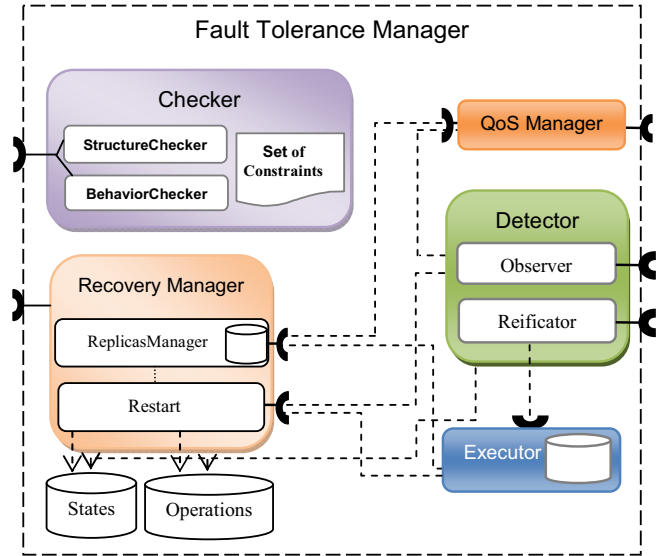 Fault Tolerance Manager
Checker
StructureChecker
BehaviorChecker
Set of
Constraints
QoS Manager
Detector
Observer
Reificator
Recovery Manager
ReplicasManager
Restart
Executor
States
Operations